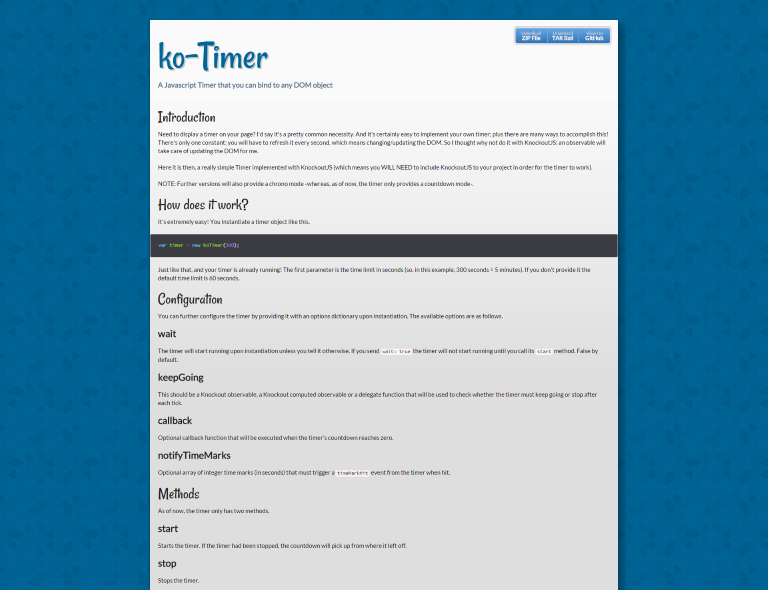 Download
ZIP File
Download
TAR Ball
View On
GitHub
ko-Timer
A Javascript Timer that you can bind to any DOM object
Introduction
Need to display a timer on your page? I'd say it's a pretty common necessity. And it's certainly easy to implement your own timer; plus there are many ways to accomplish this!
There's only one constant: you will have to refresh it every second, which means changing/updating the DOM. So I thought why not do it with KnockoutJS: an observable will
take care of updating the DOM for me.
Here it is then, a really simple Timer implemented with KnockoutJS (which means you WILL NEED to include KnockoutJS to your project in order for the timer to work).
NOTE: Further versions will also provide a chrono mode -whereas, as of now, the timer only provides a countdown mode-.
How does it work?
It's extremely easy! You instantiate a timer object like this.
var timer = new koTimer(300);
Just like that, and your timer is already running! The first parameter is the time limit in seconds (so, in this example, 300 seconds = 5 minutes). If you don't provide it the
default time limit is 60 seconds.
Configuration
You can further configure the timer by providing it with an options dictionary upon instantiation. The available options are as follows.
wait
The timer will start running upon instantiation unless you tell it otherwise. If you send wait: true the timer will not start running until you call its start method. False by
default.
keepGoing
This should be a Knockout observable, a Knockout computed observable or a delegate function that will be used to check whether the timer must keep going or stop after
each tick.
callback
Optional callback function that will be executed when the timer's countdown reaches zero.
notifyTimeMarks
Optional array of integer time marks (in seconds) that must trigger a timeMarkHit event from the timer when hit.
Methods
As of now, the timer only has two methods.
start
Starts the timer. If the timer had been stopped, the countdown will pick up from where it left off.
stop
Stops the timer.